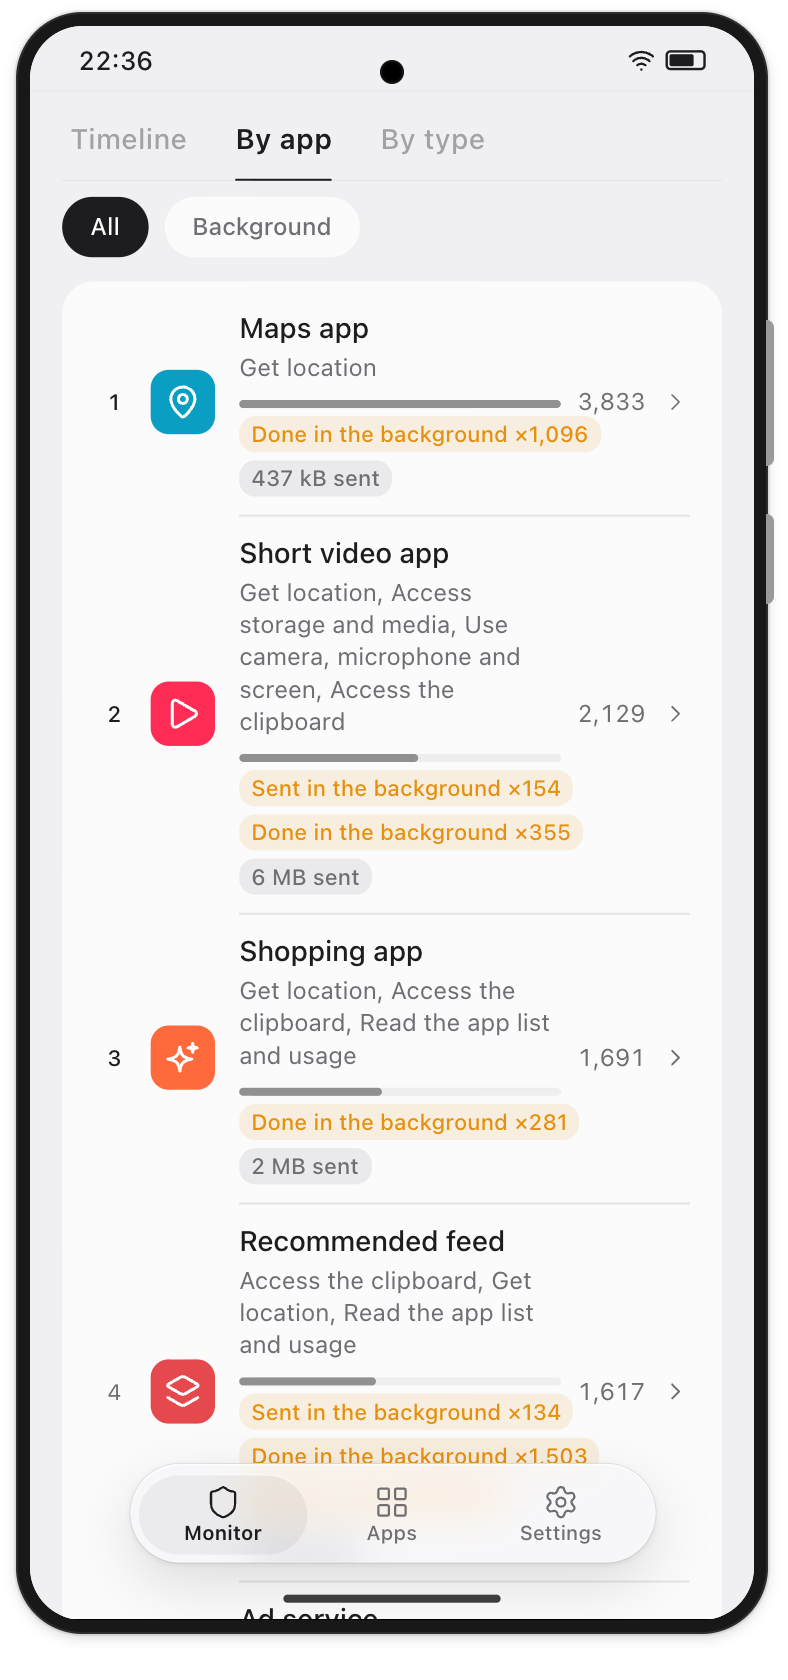 22:36
Timeline By app By type
All Background
Maps app
Get location
1 3,833
Done in the background ×1,096
437 kB sent
Short video app
Get location, Access
storage and media, Use
camera, microphone and
screen, Access the
clipboard
2 2,129
Sent in the background ×154
Done in the background ×355
6 MB sent
Shopping app
Get location, Access the
clipboard, Read the app list
and usage
3 1,691
Done in the background ×281
2 MB sent
Recommended feed
Access the clipboard, Get
location, Read the app list
and usage
4 1,617
Sent in the background ×134
Done in the background ×1,503
Monitor Apps Settings
Ad service